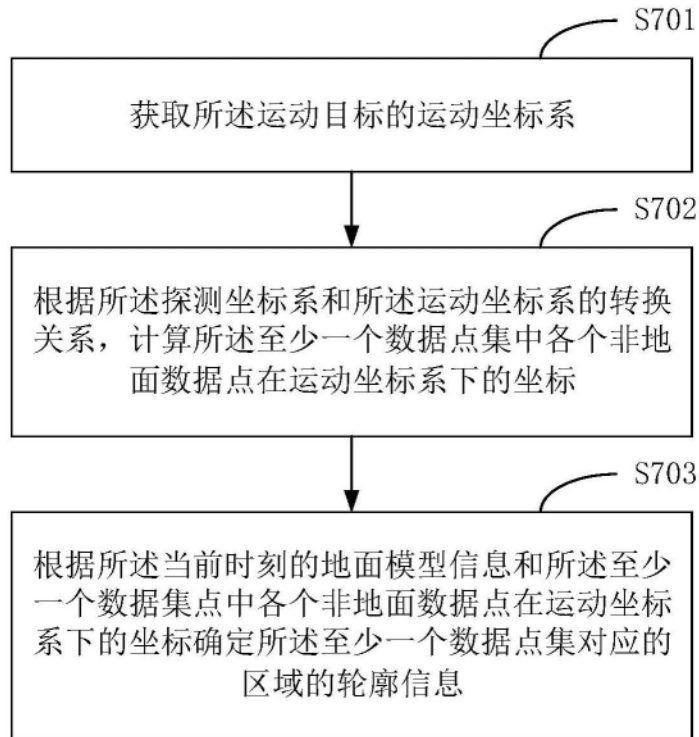 S701
获取所述运动目标的运动坐标系
S702
根据所述探测坐标系和所述运动坐标系的转换
关系，计算所述至少一个数据点集中各个非地
面数据点在运动坐标系下的坐标
S703
根据所述当前时刻的地面模型信息和所述至少
一个数据集点中各个非地面数据点在运动坐标
系下的坐标确定所述至少一个数据点集对应的
区域的轮廓信息